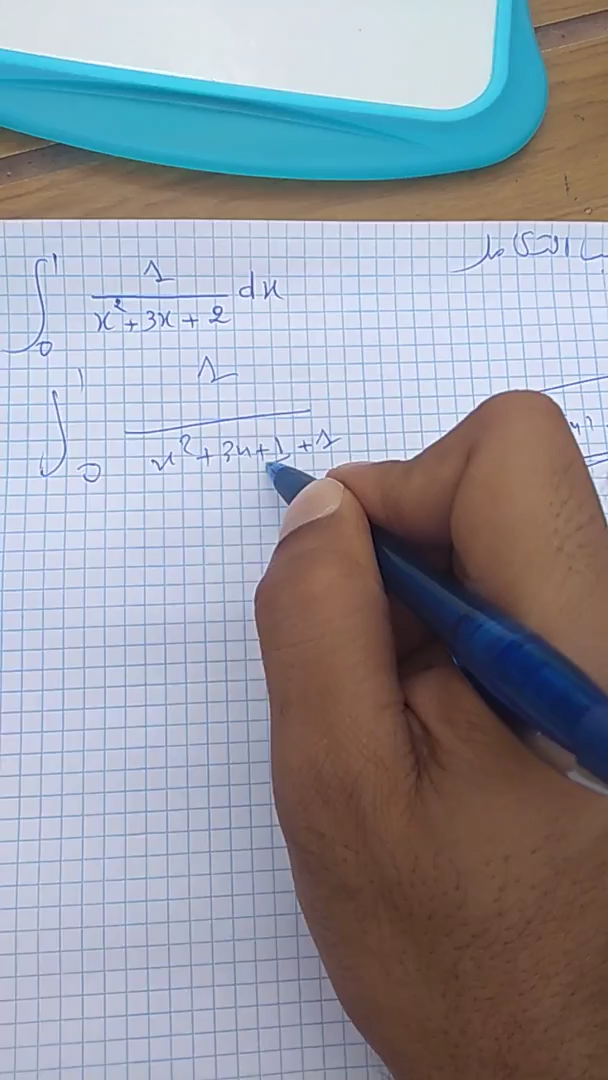 ∫₀¹ 1/(x²+3x+2) dx
∫₀¹ 1/(x²+3x+1+1)